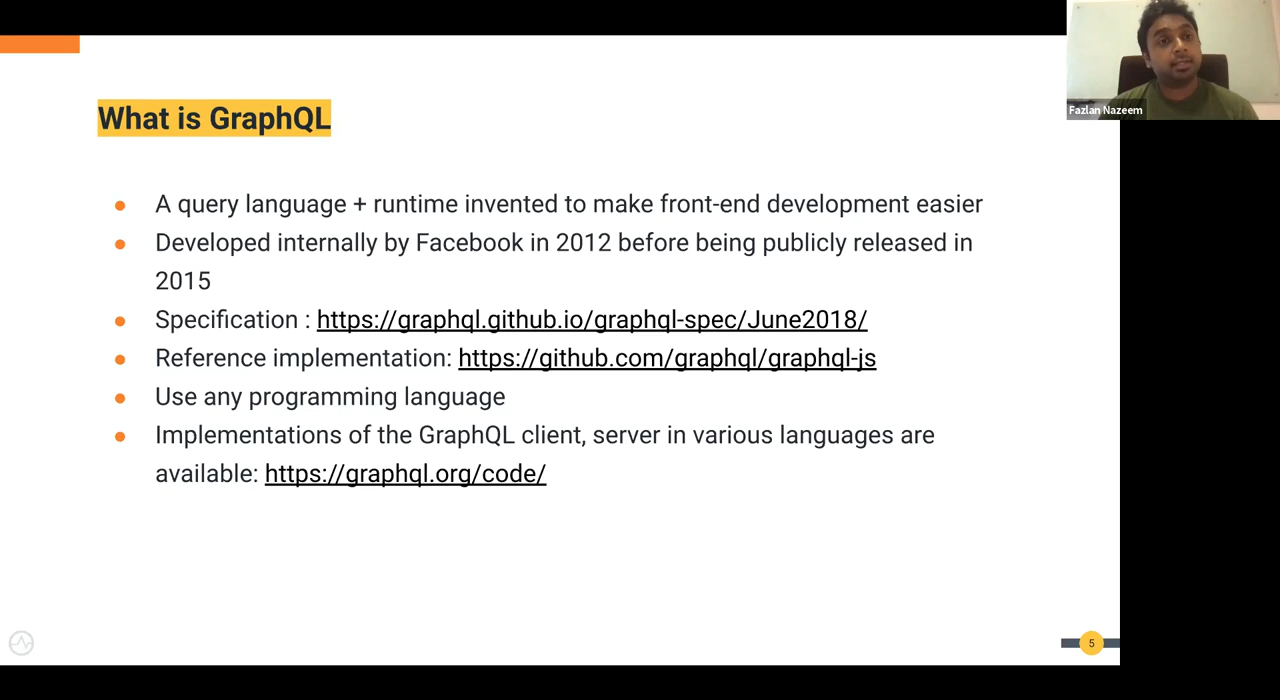 What is GraphQL
A query language + runtime invented to make front-end development easier
Developed internally by Facebook in 2012 before being publicly released in
2015
Specification : https://graphql.github.io/graphql-spec/June2018/
Reference implementation: https://github.com/graphql/graphql-js
Use any programming language
Implementations of the GraphQL client, server in various languages are
available: https://graphql.org/code/
Fazlan Nazeem
5